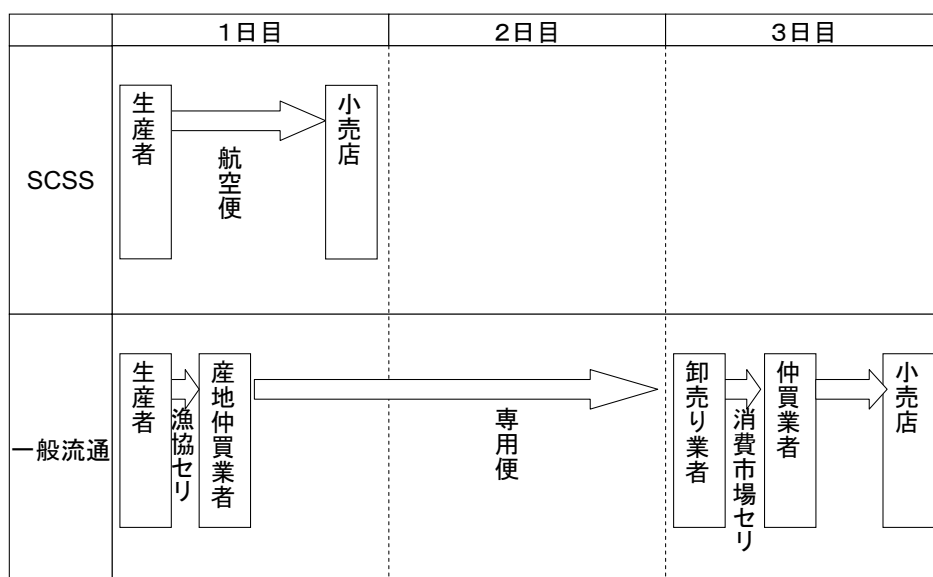 1日目
2日目
3日目
SCSS
生産者
航空便
小売店
一般流通
生産者
漁協セリ
産地仲買業者
専用便
卸売り業者
消費市場セリ
仲買業者
小売店